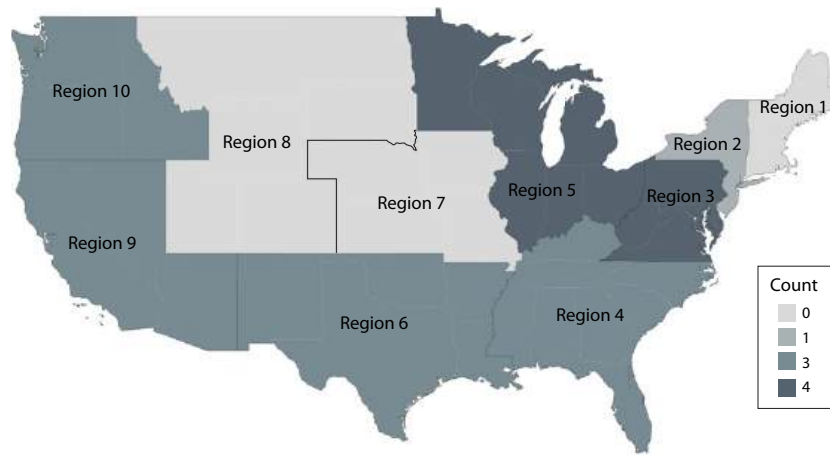 Region 10
Region 1
Region 8
Region 2
Region 5
Region 3
Region 7
Region 9
Region 6
Region 4
Count
0
1
3
4